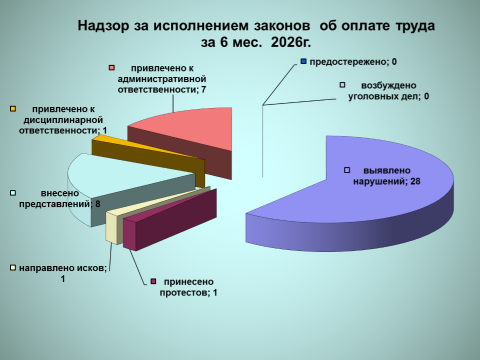 Надзор за исполнением законов об оплате труда
за 6 мес. 2026г.
предостережено; 0
возбуждено
уголовных дел; 0
выявлено
нарушений; 28
принесено
протестов; 1
направлено исков;
1
внесено
представлений; 8
привлечено к
дисциплинарной
ответственности; 1
привлечено к
административной
ответственности; 7